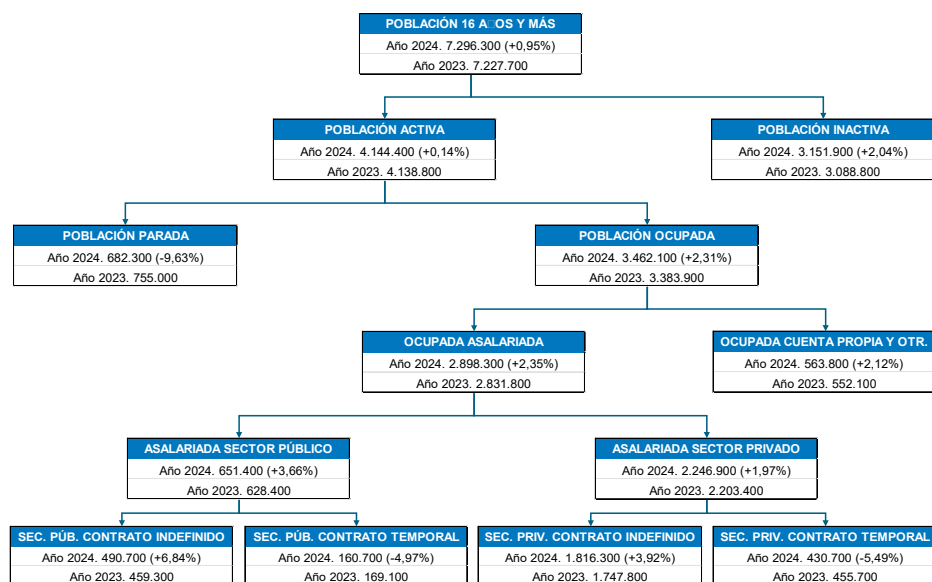 POBLACIÓN 16 A□OS Y MÁS
Año 2024. 7.296.300 (+0,95%)
Año 2023. 7.227.700
POBLACIÓN ACTIVA
Año 2024. 4.144.400 (+0,14%)
Año 2023. 4.138.800
POBLACIÓN INACTIVA
Año 2024. 3.151.900 (+2,04%)
Año 2023. 3.088.800
POBLACIÓN PARADA
Año 2024. 682.300 (-9,63%)
Año 2023. 755.000
POBLACIÓN OCUPADA
Año 2024. 3.462.100 (+2,31%)
Año 2023. 3.383.900
OCUPADA ASALARIADA
Año 2024. 2.898.300 (+2,35%)
Año 2023. 2.831.800
OCUPADA CUENTA PROPIA Y OTR.
Año 2024. 563.800 (+2,12%)
Año 2023. 552.100
ASALARIADA SECTOR PÚBLICO
Año 2024. 651.400 (+3,66%)
Año 2023. 628.400
ASALARIADA SECTOR PRIVADO
Año 2024. 2.246.900 (+1,97%)
Año 2023. 2.203.400
SEC. PÚB. CONTRATO INDEFINIDO
Año 2024. 490.700 (+6,84%)
Año 2023. 459.300
SEC. PÚB. CONTRATO TEMPORAL
Año 2024. 160.700 (-4,97%)
Año 2023. 169.100
SEC. PRIV. CONTRATO INDEFINIDO
Año 2024. 1.816.300 (+3,92%)
Año 2023. 1.747.800
SEC. PRIV. CONTRATO TEMPORAL
Año 2024. 430.700 (-5,49%)
Año 2023. 455.700